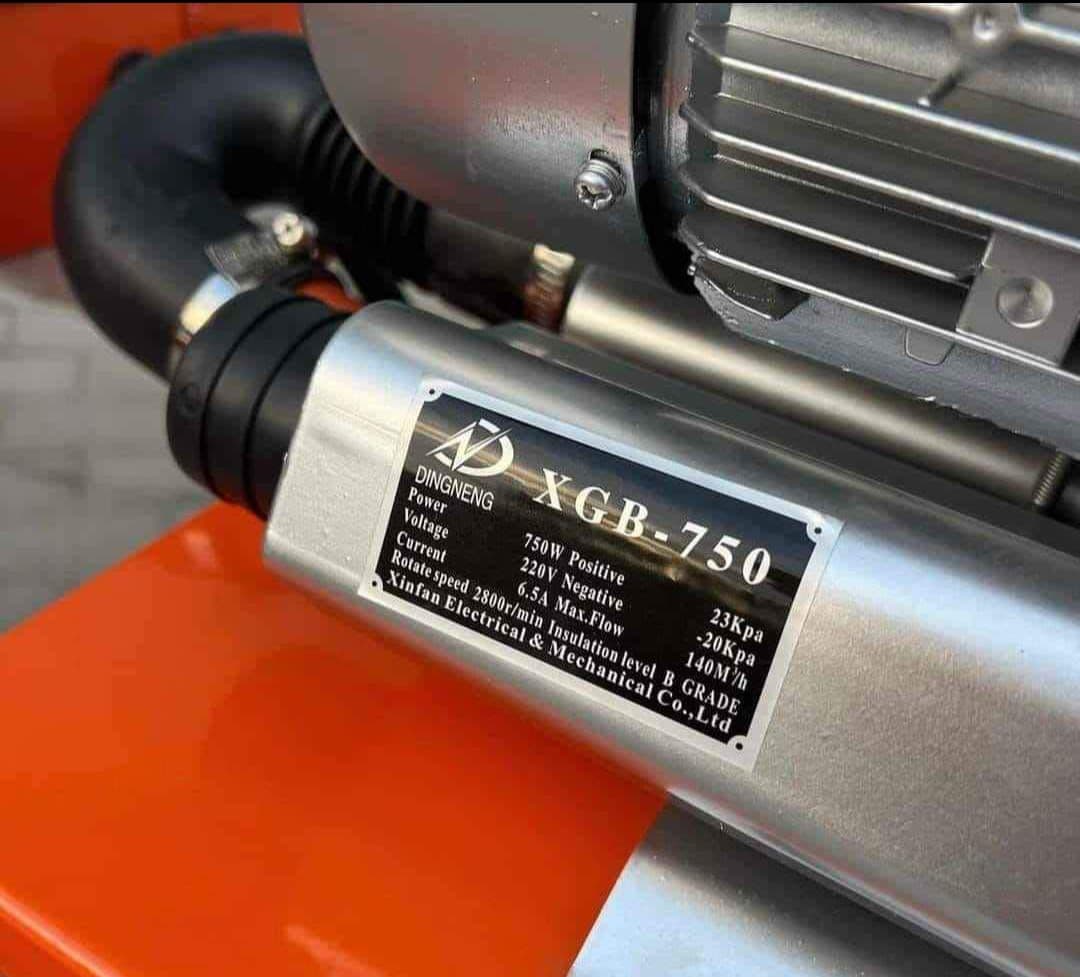 DINGNENG XGB-750
Power 750W Positive 23Kpa
Voltage 220V Negative -20Kpa
Current 6.5A Max.Flow 140M³/h
Rotate speed 2800r/min Insulation level B GRADE
Xinfan Electrical & Mechanical Co.,Ltd